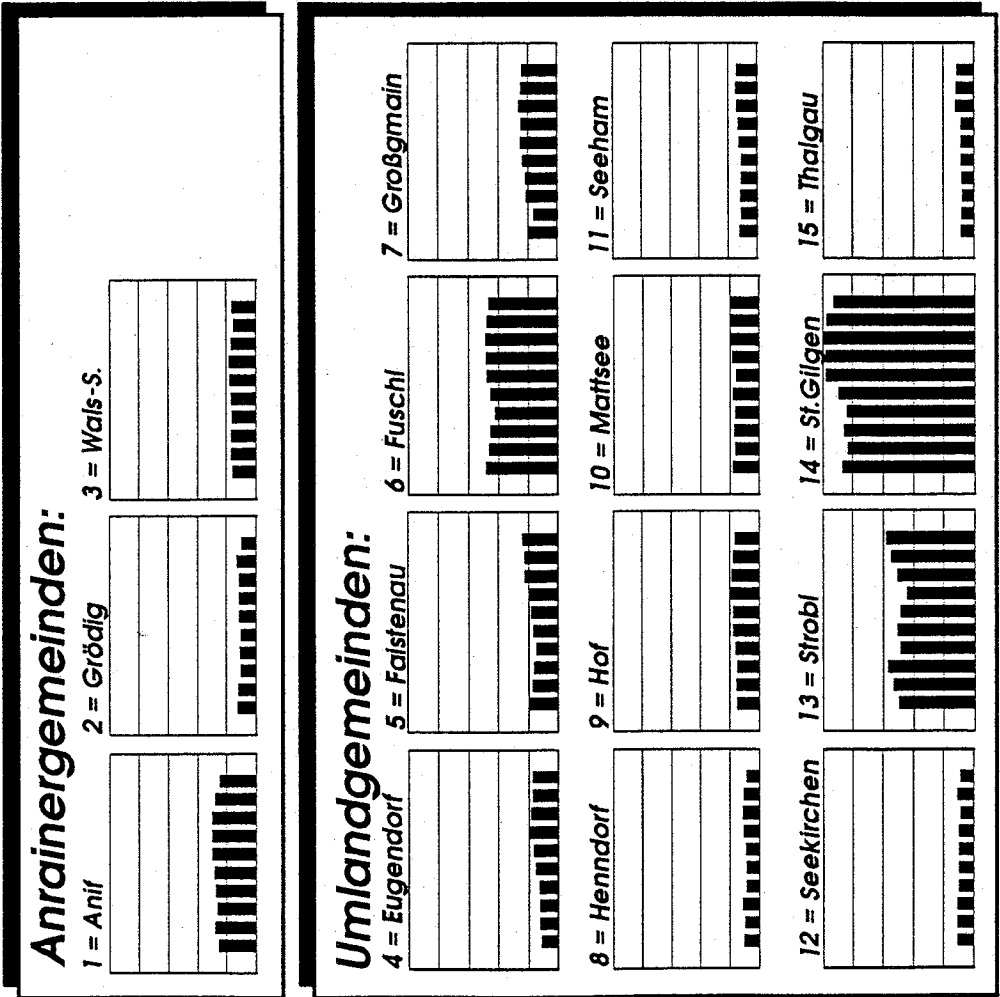 Anrainergemeinden:
1 = Anif
2 = Grödig
3 = Wals-S.
Umlandgemeinden:
4 = Eugendorf
5 = Falstenau
6 = Fuschl
7 = Großgmain
8 = Henndorf
9 = Hof
10 = Mattsee
11 = Seeham
12 = Seekirchen
13 = Strobl
14 = St.Gilgen
15 = Thalgau